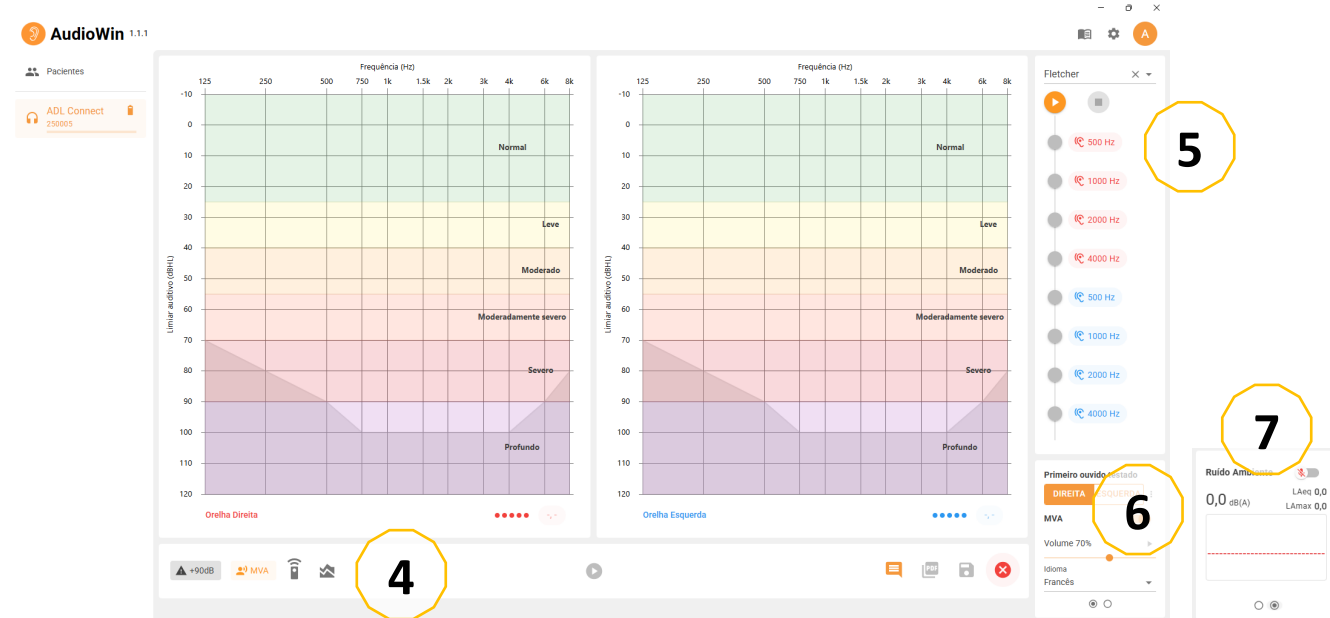 AudioWin 1.1.1
A
Pacientes
ADL Connect
250005
Frequência (Hz)
125 250 500 750 1k 1.5k 2k 3k 4k 6k 8k
-10
0
10
20
30
40
50
60
70
80
90
100
110
120
Limiar auditivo (dBHL)
Normal
Leve
Moderado
Moderadamente severo
Severo
Profundo
Orelha Direita
-.-
Frequência (Hz)
125 250 500 750 1k 1.5k 2k 3k 4k 6k 8k
-10
0
10
20
30
40
50
60
70
80
90
100
110
120
Limiar auditivo (dBHL)
Normal
Leve
Moderado
Moderadamente severo
Severo
Profundo
Orelha Esquerda
-.-
+90dB MVA
4
PDF
Fletcher
500 Hz
1000 Hz
2000 Hz
4000 Hz
500 Hz
1000 Hz
2000 Hz
4000 Hz
5
Primeiro ouvido testado
DIREITA ESQUERDA
6
MVA
Volume 70%
Idioma
Francês
7
Ruído Ambiente
0,0 dB(A)
LAeq 0,0
LAmax 0,0